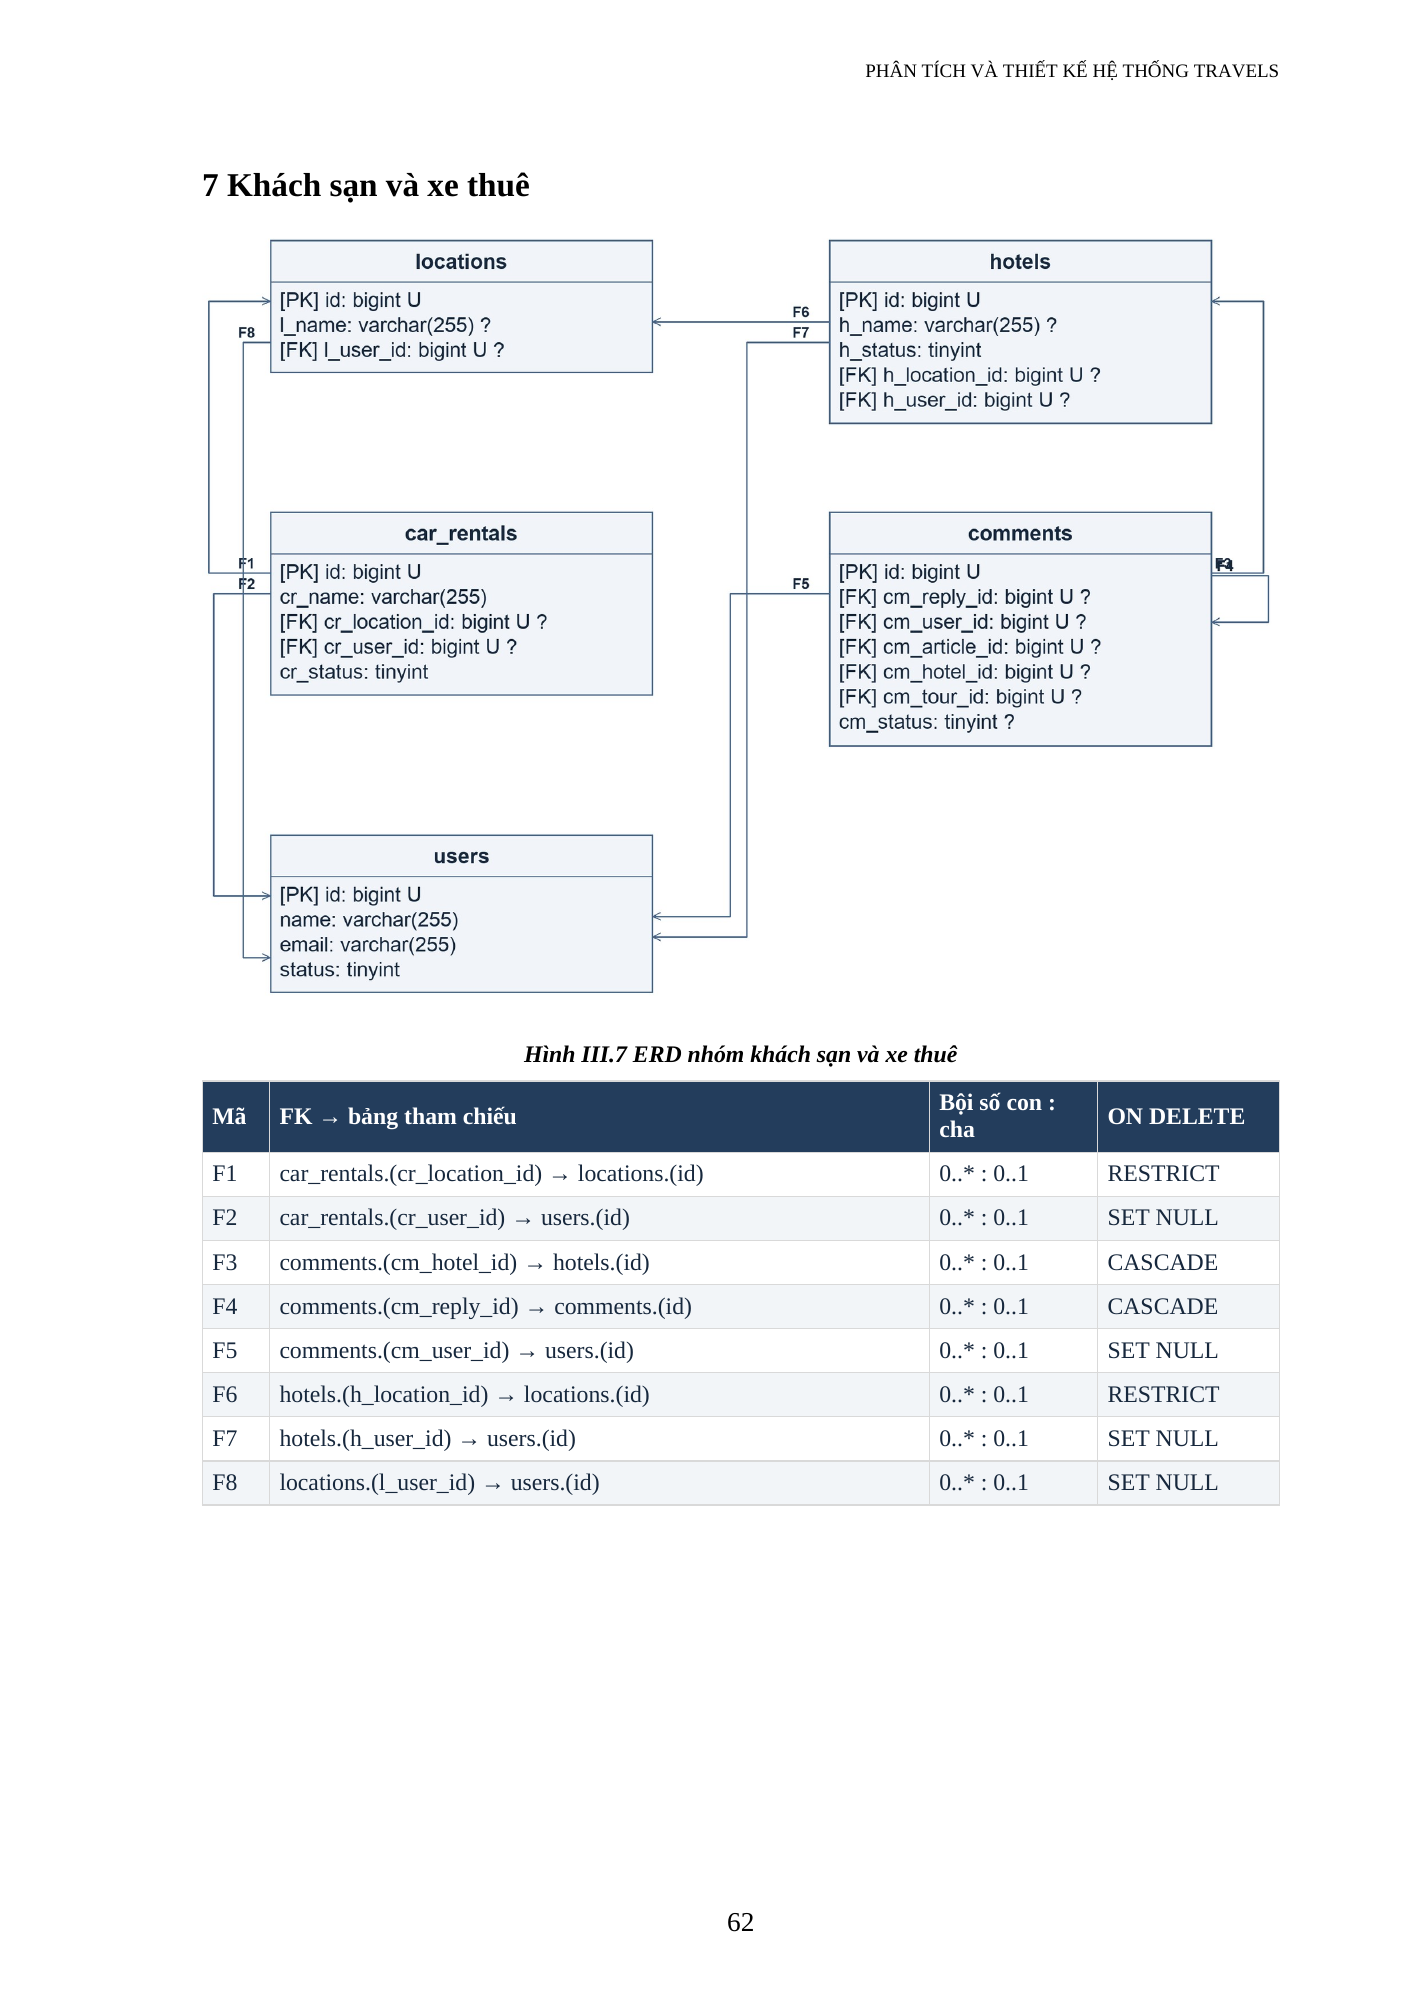 PHÂN TÍCH VÀ THIẾT KẾ HỆ THỐNG TRAVELS
7 Khách sạn và xe thuê
locations
[PK] id: bigint U
l_name: varchar(255) ?
[FK] l_user_id: bigint U ?
hotels
[PK] id: bigint U
h_name: varchar(255) ?
h_status: tinyint
[FK] h_location_id: bigint U ?
[FK] h_user_id: bigint U ?
F6
F7
F8
car_rentals
[PK] id: bigint U
cr_name: varchar(255)
[FK] cr_location_id: bigint U ?
[FK] cr_user_id: bigint U ?
cr_status: tinyint
F1
F2
comments
[PK] id: bigint U
[FK] cm_reply_id: bigint U ?
[FK] cm_user_id: bigint U ?
[FK] cm_article_id: bigint U ?
[FK] cm_hotel_id: bigint U ?
[FK] cm_tour_id: bigint U ?
cm_status: tinyint ?
F3
F4
F5
users
[PK] id: bigint U
name: varchar(255)
email: varchar(255)
status: tinyint
Hình III.7 ERD nhóm khách sạn và xe thuê
Mã FK → bảng tham chiếu Bội số con : cha ON DELETE
F1 car_rentals.(cr_location_id) → locations.(id) 0..* : 0..1 RESTRICT
F2 car_rentals.(cr_user_id) → users.(id) 0..* : 0..1 SET NULL
F3 comments.(cm_hotel_id) → hotels.(id) 0..* : 0..1 CASCADE
F4 comments.(cm_reply_id) → comments.(id) 0..* : 0..1 CASCADE
F5 comments.(cm_user_id) → users.(id) 0..* : 0..1 SET NULL
F6 hotels.(h_location_id) → locations.(id) 0..* : 0..1 RESTRICT
F7 hotels.(h_user_id) → users.(id) 0..* : 0..1 SET NULL
F8 locations.(l_user_id) → users.(id) 0..* : 0..1 SET NULL
62